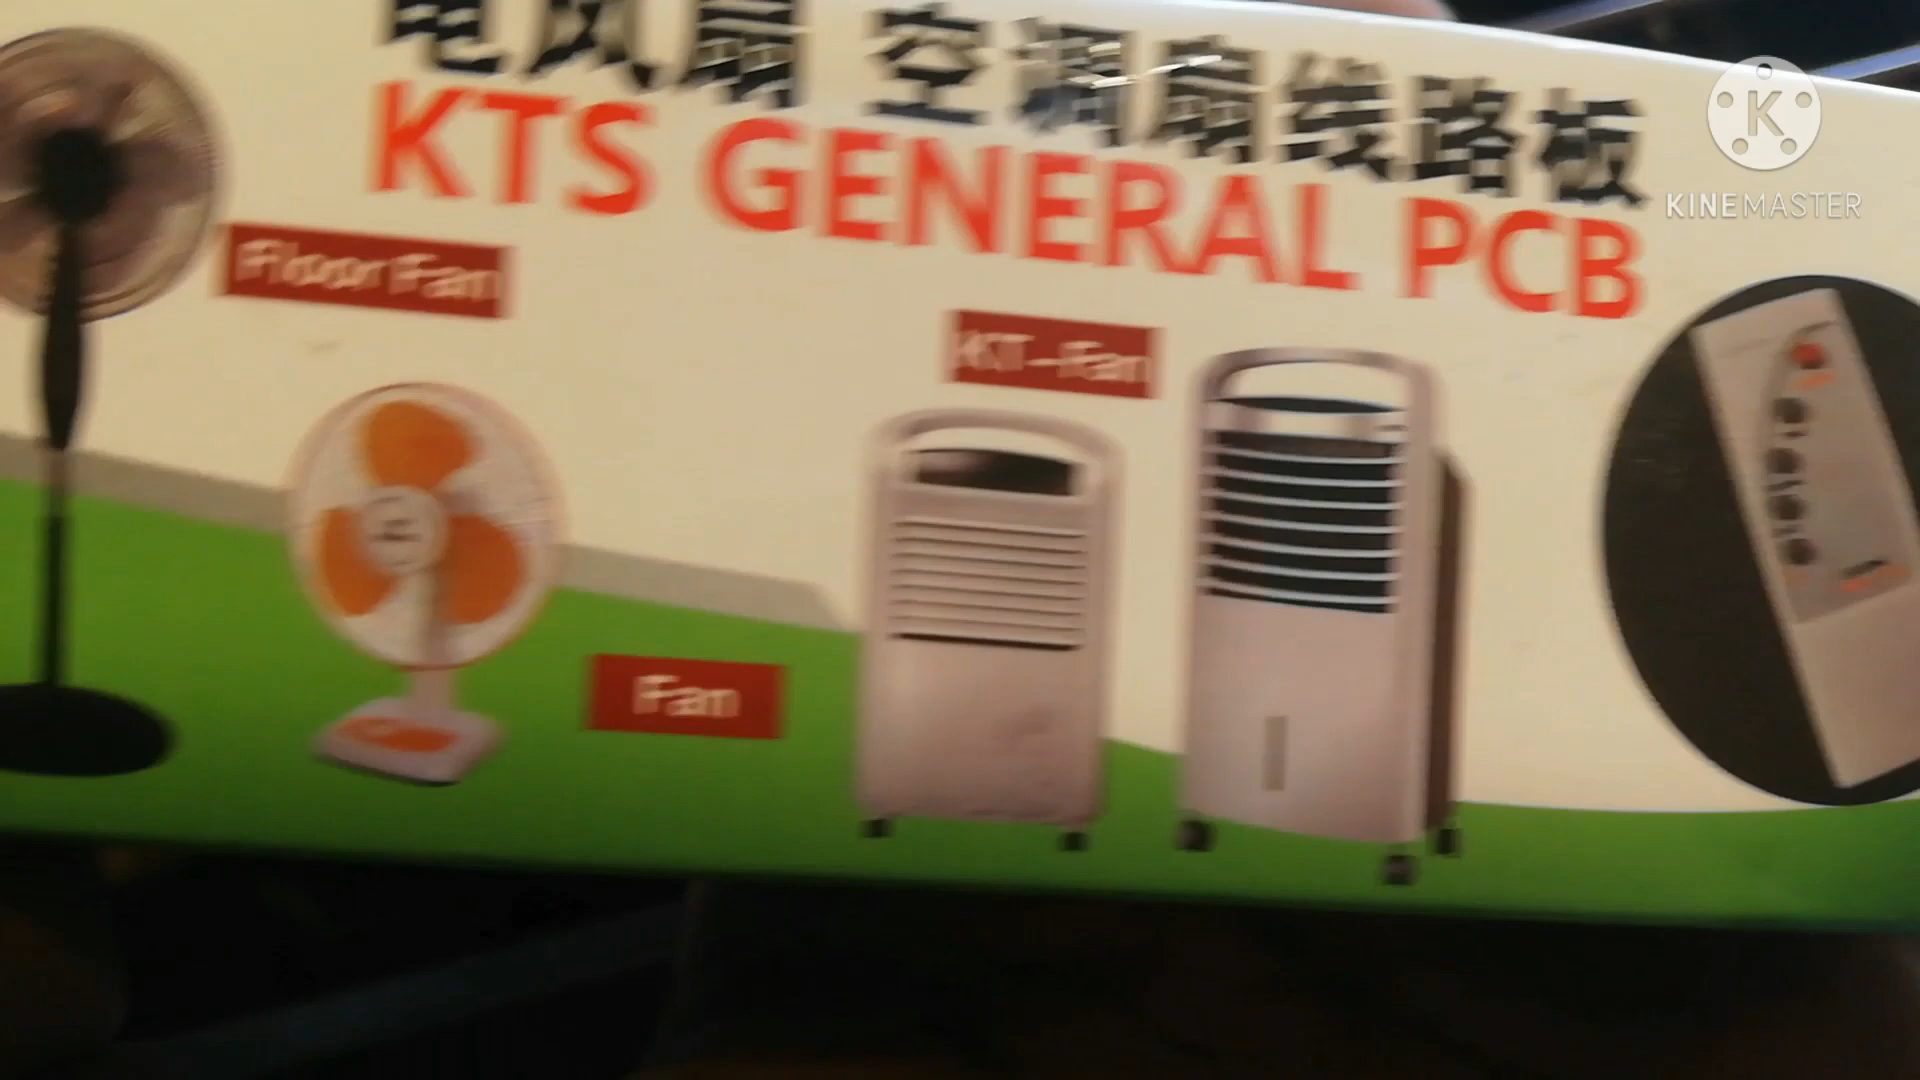 电风扇 空调扇线路板
KTS GENERAL PCB
Floor Fan
KT-Fan
Fan
K
KINEMASTER